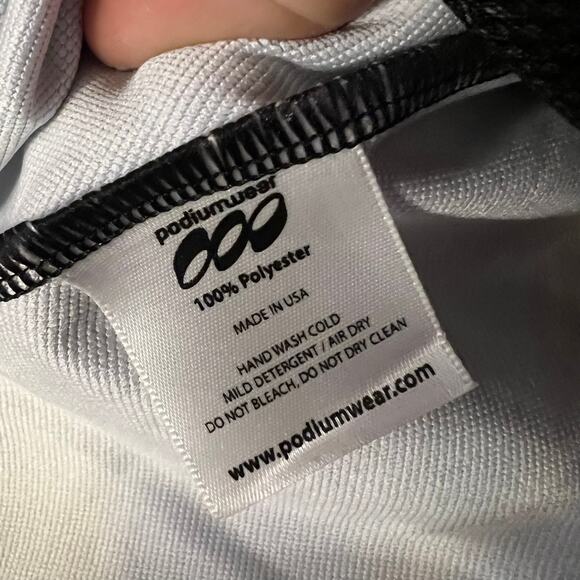 podiumwear
100% Polyester
MADE IN USA
HAND WASH COLD
MILD DETERGENT / AIR DRY
DO NOT BLEACH, DO NOT DRY CLEAN
www.podiumwear.com